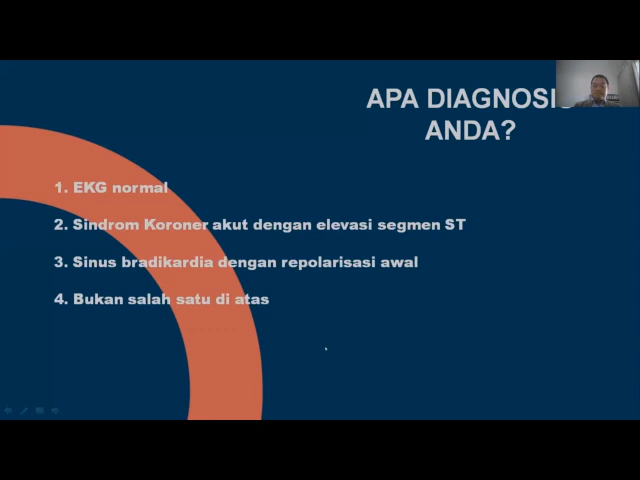 APA DIAGNOSIS
ANDA?
1. EKG normal
2. Sindrom Koroner akut dengan elevasi segmen ST
3. Sinus bradikardia dengan repolarisasi awal
4. Bukan salah satu di atas